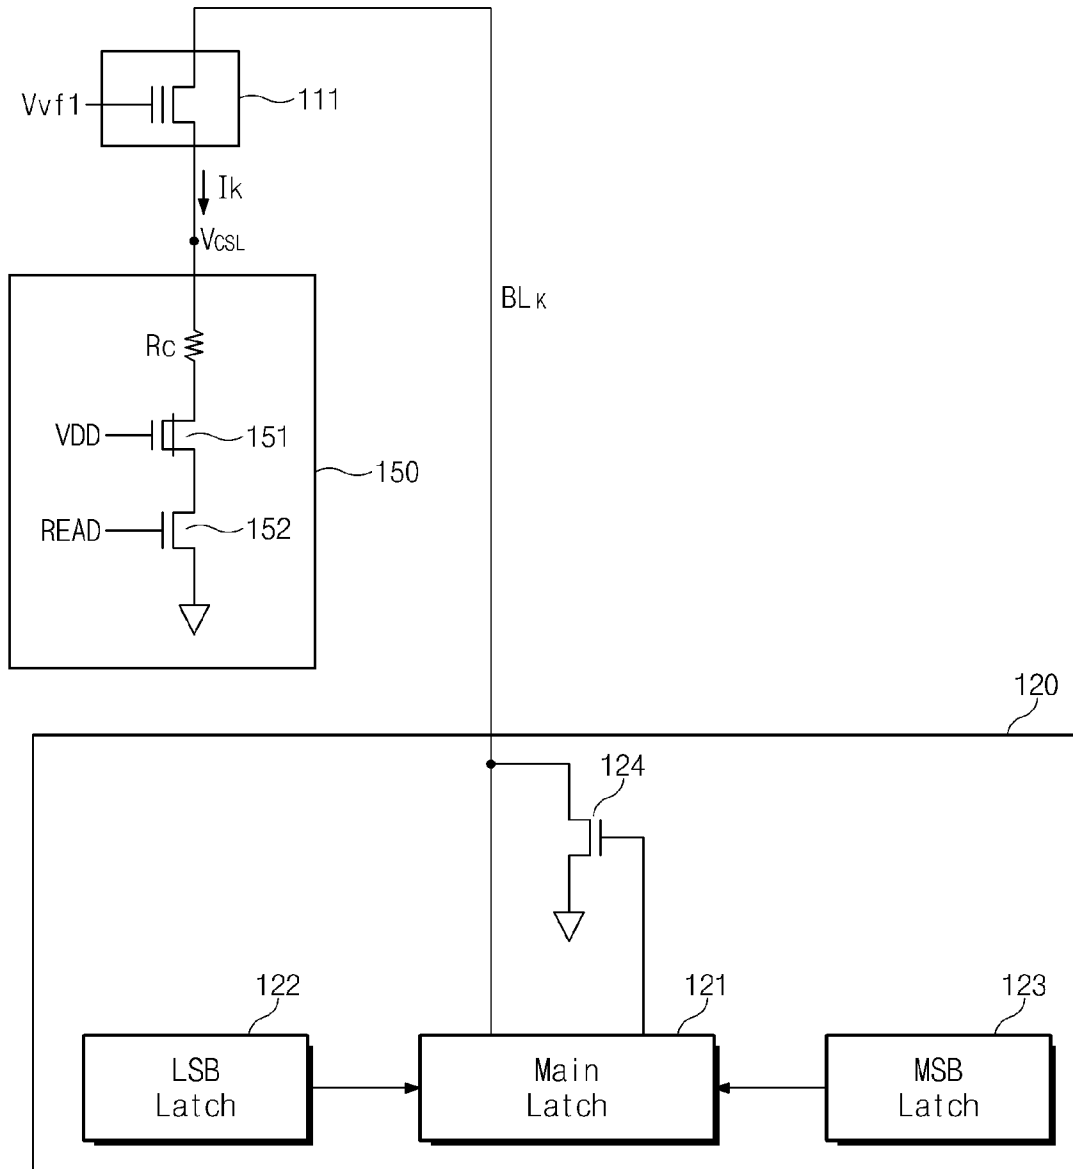 Vvf1
111
Ik
VCSL
BLK
Rc
VDD
151
150
READ
152
120
124
122
121
123
LSB
Latch
Main
Latch
MSB
Latch